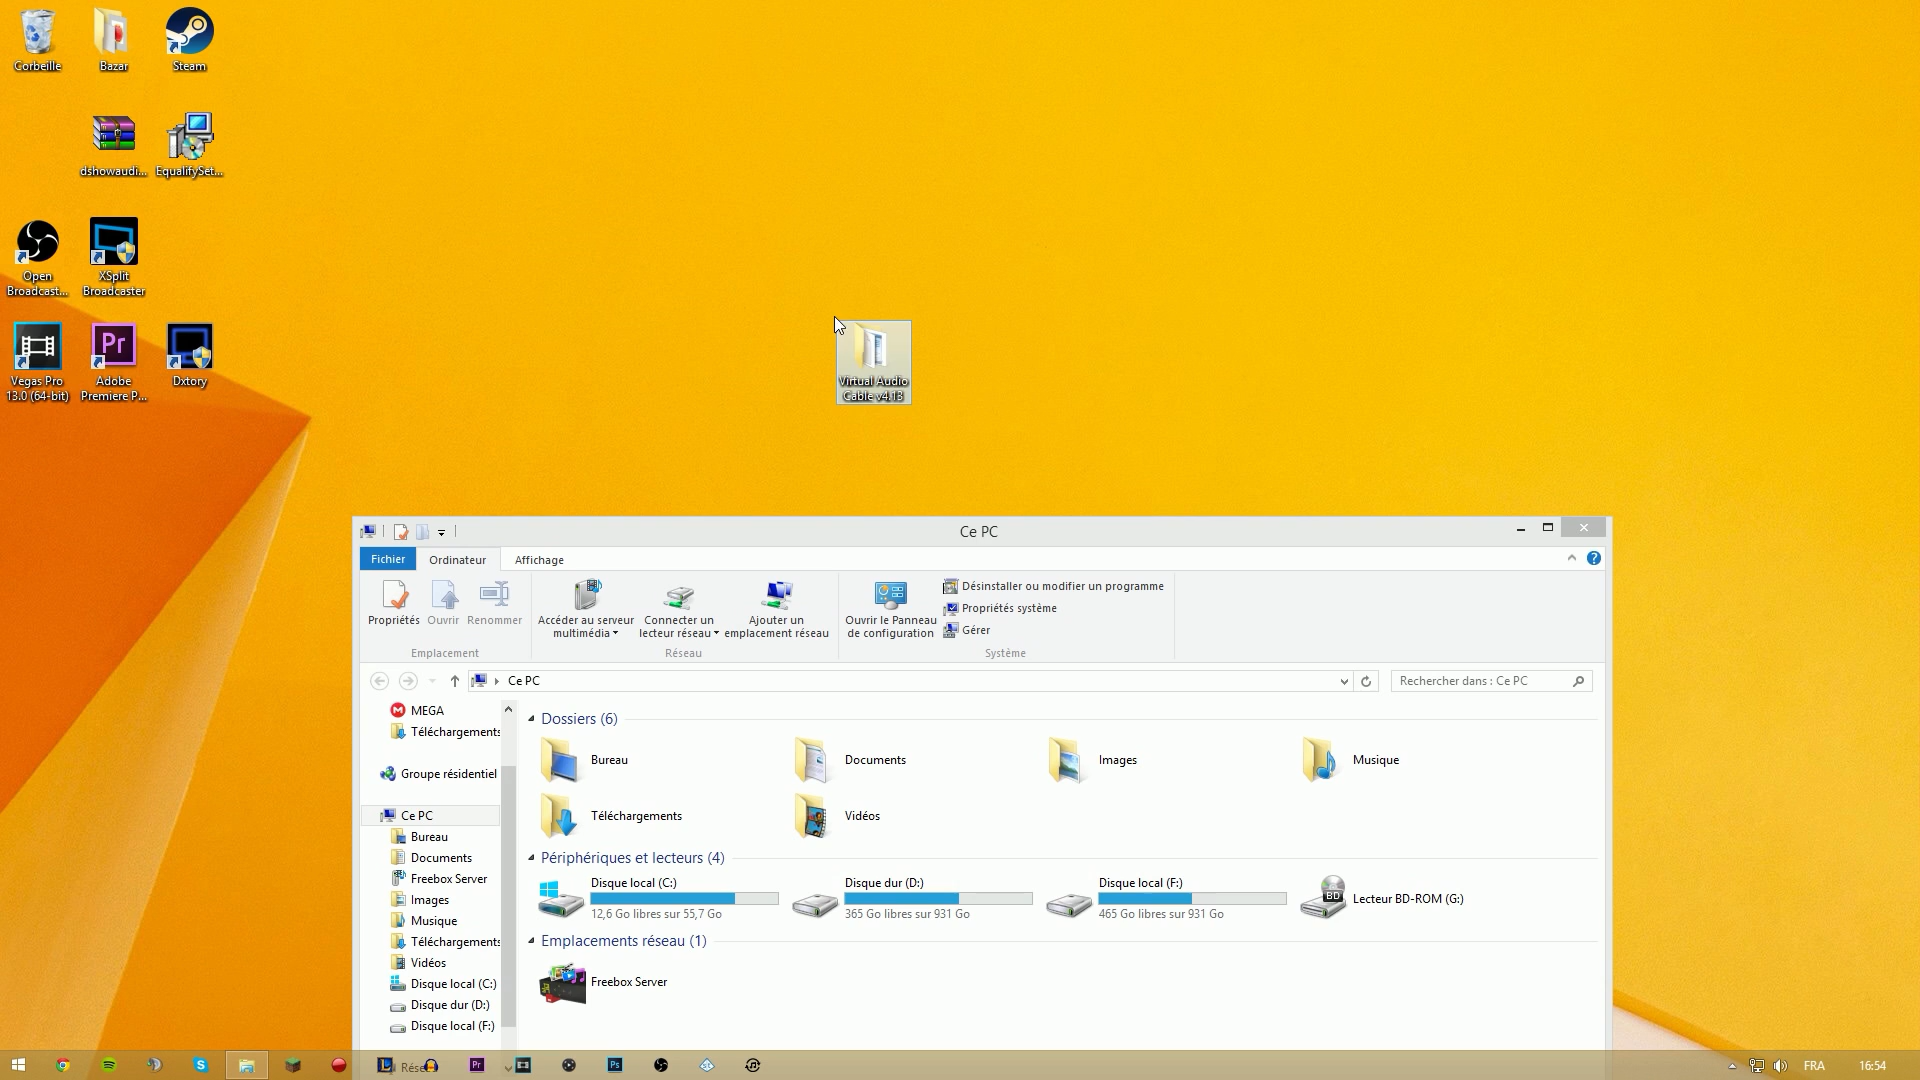 Corbeille
Bazar
Steam
dshowaudi...
EqualifySet...
Open
Broadcast...
XSplit
Broadcaster
Vegas Pro
13.0 (64-bit)
Adobe
Premiere P...
Dxtory
Virtual Audio
Cable v4.13
Ce PC
Fichier
Ordinateur
Affichage
Propriétés
Ouvrir
Renommer
Accéder au serveur
multimédia
Connecter un
lecteur réseau
Ajouter un
emplacement réseau
Ouvrir le Panneau
de configuration
Désinstaller ou modifier un programme
Propriétés système
Gérer
Emplacement
Réseau
Système
Ce PC
Rechercher dans : Ce PC
MEGA
Téléchargements
Groupe résidentiel
Ce PC
Bureau
Documents
Freebox Server
Images
Musique
Téléchargements
Vidéos
Disque local (C:)
Disque dur (D:)
Disque local (F:)
Dossiers (6)
Bureau
Documents
Images
Musique
Téléchargements
Vidéos
Périphériques et lecteurs (4)
Disque local (C:)
12,6 Go libres sur 55,7 Go
Disque dur (D:)
365 Go libres sur 931 Go
Disque local (F:)
465 Go libres sur 931 Go
BD
Lecteur BD-ROM (G:)
Emplacements réseau (1)
Freebox Server
FRA
16:54